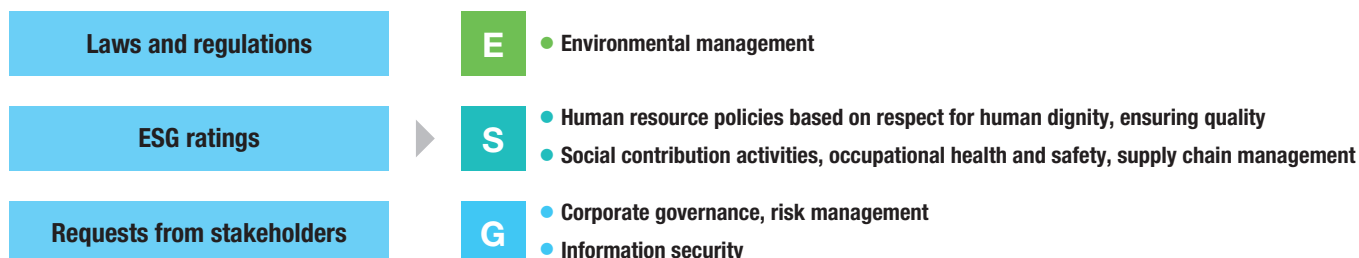 Laws and regulations
E
● Environmental management
ESG ratings
S
● Human resource policies based on respect for human dignity, ensuring quality
● Social contribution activities, occupational health and safety, supply chain management
Requests from stakeholders
G
● Corporate governance, risk management
● Information security